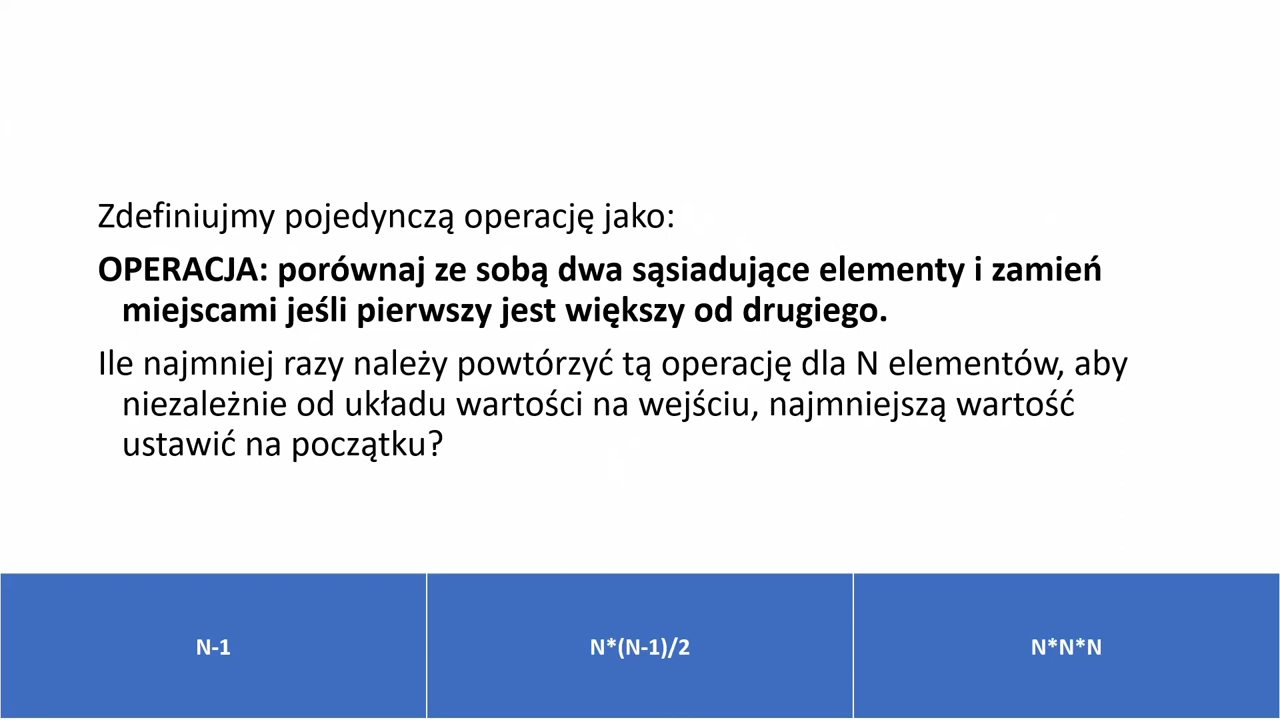 Zdefiniujmy pojedynczą operację jako:
OPERACJA: porównaj ze sobą dwa sąsiadujące elementy i zamień
miejscami jeśli pierwszy jest większy od drugiego.
Ile najmniej razy należy powtórzyć tą operację dla N elementów, aby
niezależnie od układu wartości na wejściu, najmniejszą wartość
ustawić na początku?
N-1
N*(N-1)/2
N*N*N